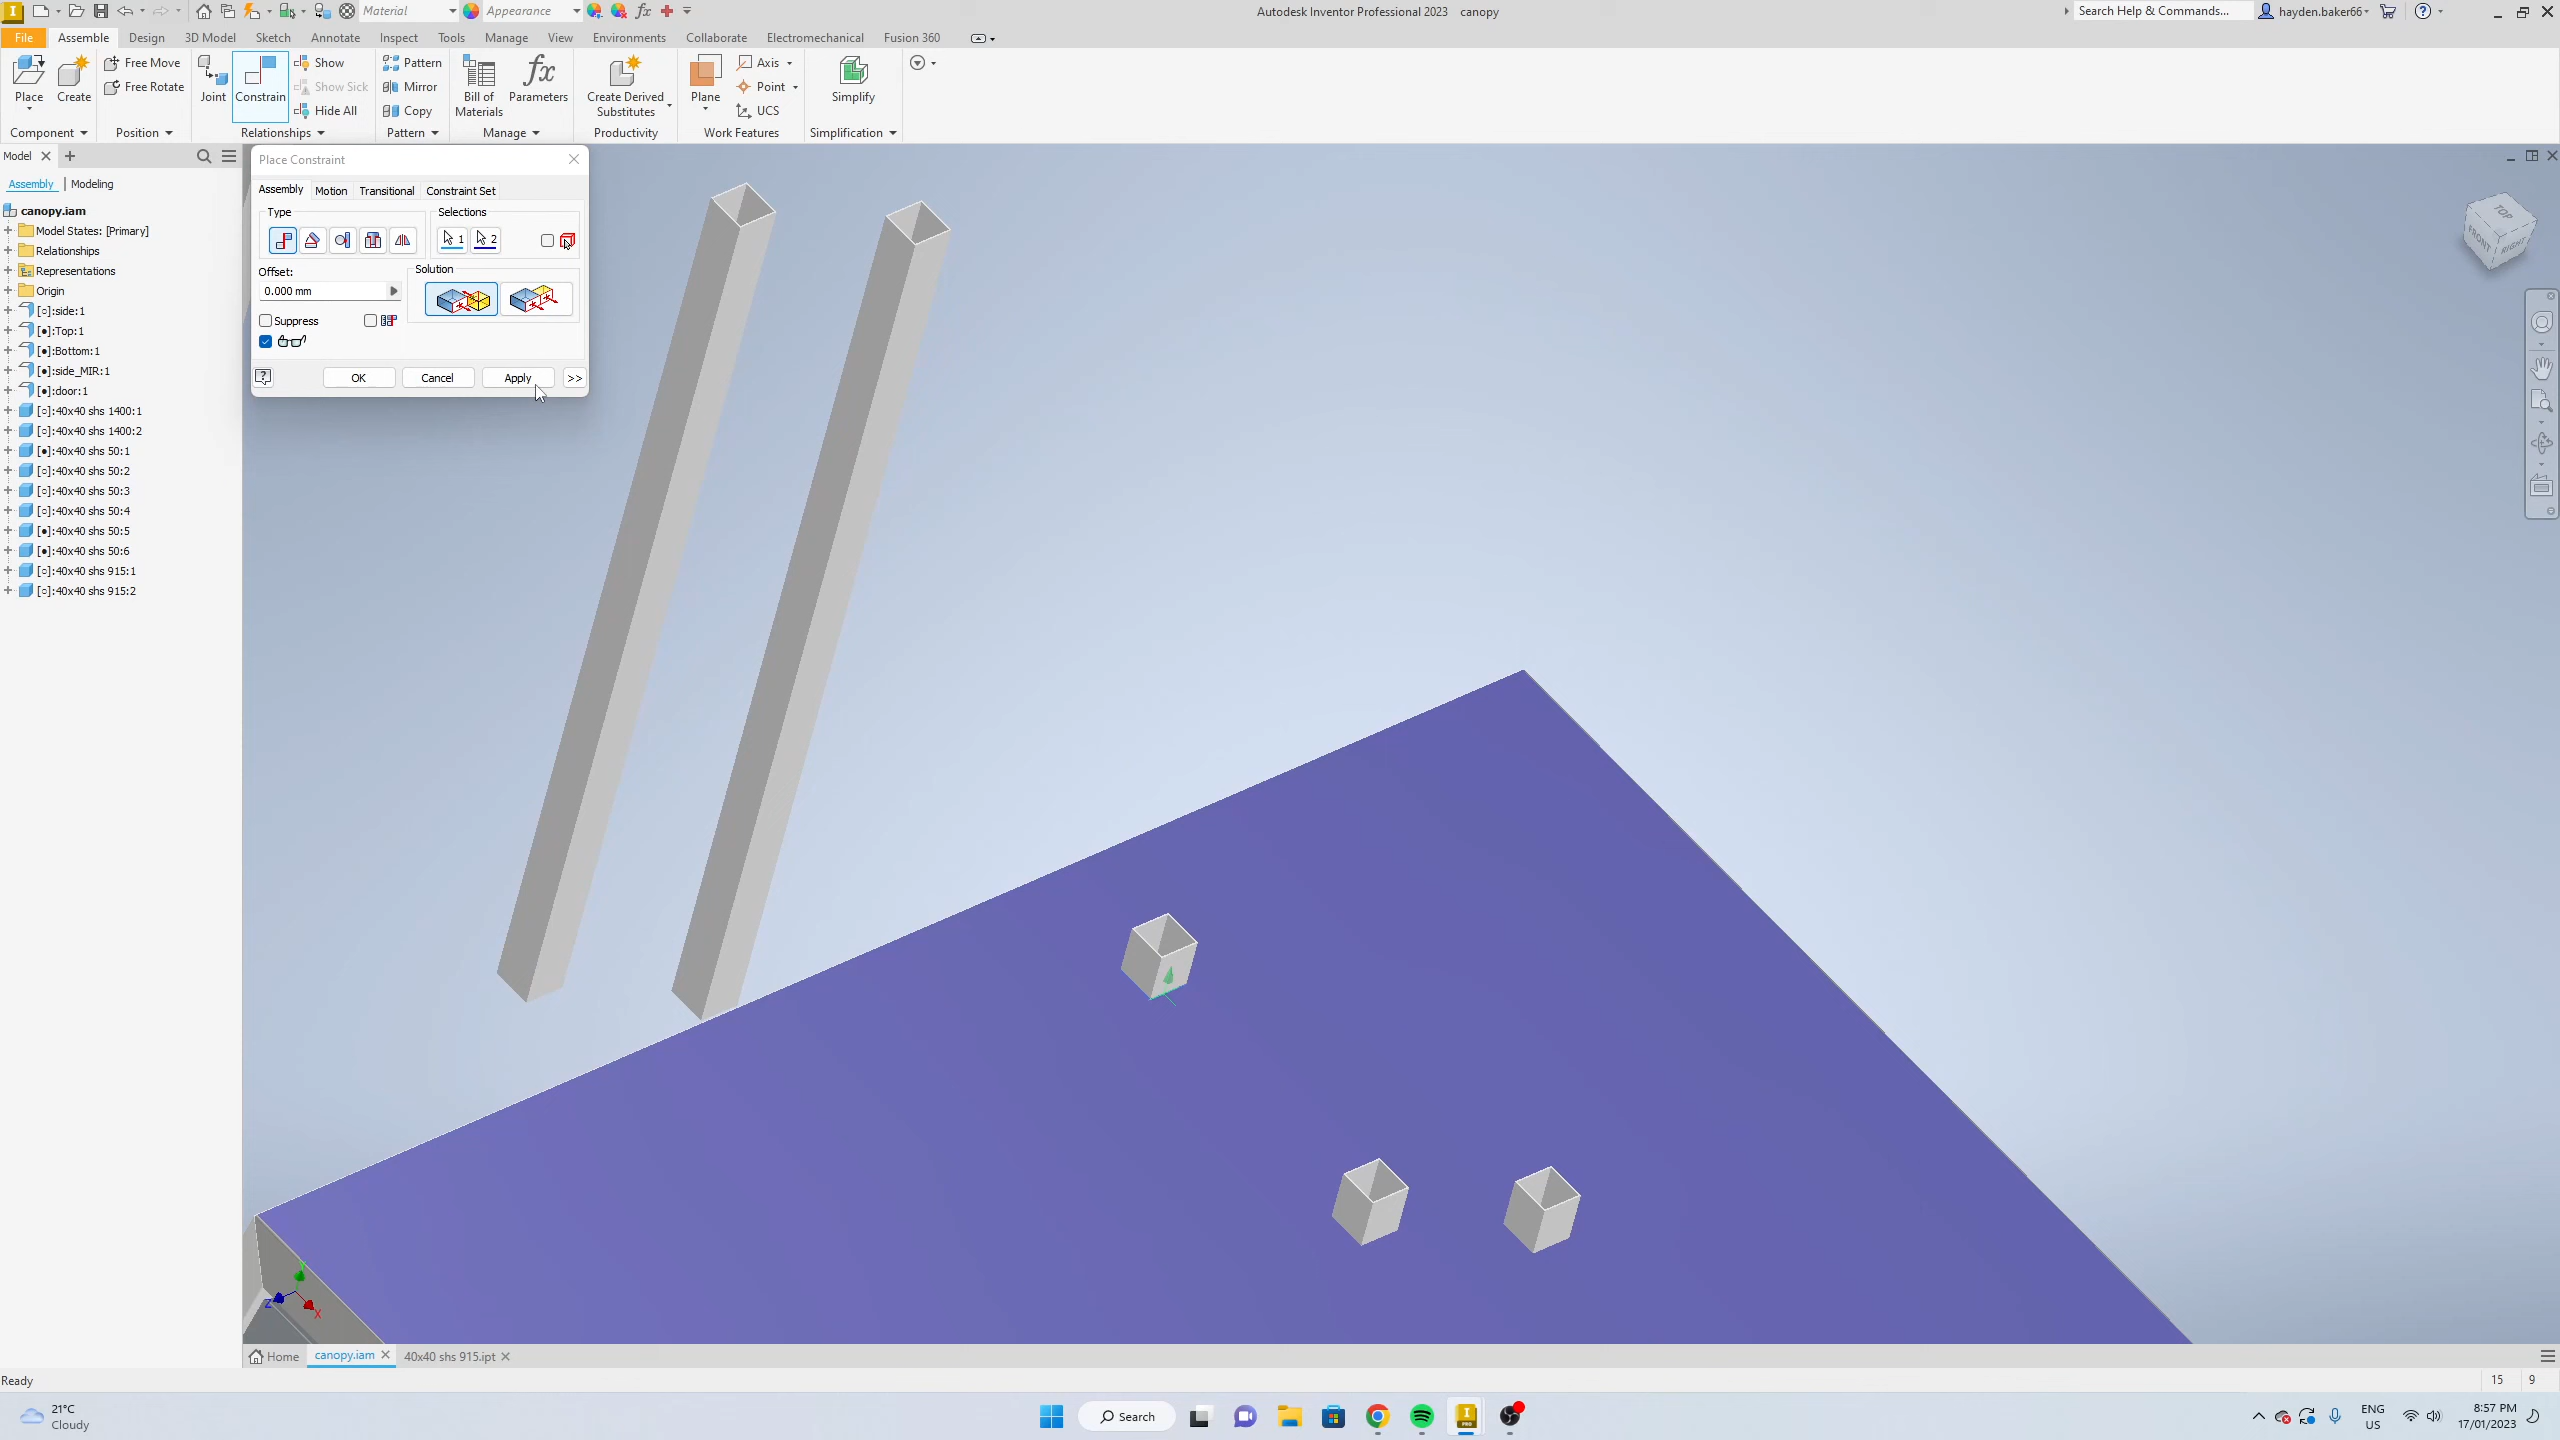 Material
Appearance
Autodesk Inventor Professional 2023 canopy
Search Help & Commands...
hayden.baker66
File
Assemble
Design
3D Model
Sketch
Annotate
Inspect
Tools
Manage
View
Environments
Collaborate
Electromechanical
Fusion 360
Place
Create
Free Move
Free Rotate
Joint
Constrain
Show
Show Sick
Hide All
Pattern
Mirror
Copy
Bill of Materials
Parameters
Create Derived Substitutes
Plane
Axis
Point
UCS
Simplify
Component
Position
Relationships
Pattern
Manage
Productivity
Work Features
Simplification
Model
Assembly
Modeling
canopy.iam
Model States: [Primary]
Relationships
Representations
Origin
[○]:side:1
[●]:Top:1
[●]:Bottom:1
[●]:side_MIR:1
[●]:door:1
[○]:40x40 shs 1400:1
[○]:40x40 shs 1400:2
[●]:40x40 shs 50:1
[○]:40x40 shs 50:2
[○]:40x40 shs 50:3
[○]:40x40 shs 50:4
[●]:40x40 shs 50:5
[●]:40x40 shs 50:6
[○]:40x40 shs 915:1
[○]:40x40 shs 915:2
Place Constraint
Assembly
Motion
Transitional
Constraint Set
Type
Selections
1
2
Offset:
0.000 mm
Solution
Suppress
OK
Cancel
Apply
>>
TOP
FRONT
RIGHT
Z
X
Home
canopy.iam
40x40 shs 915.ipt
Ready
15
9
21°C
Cloudy
Search
ENG
US
8:57 PM
17/01/2023